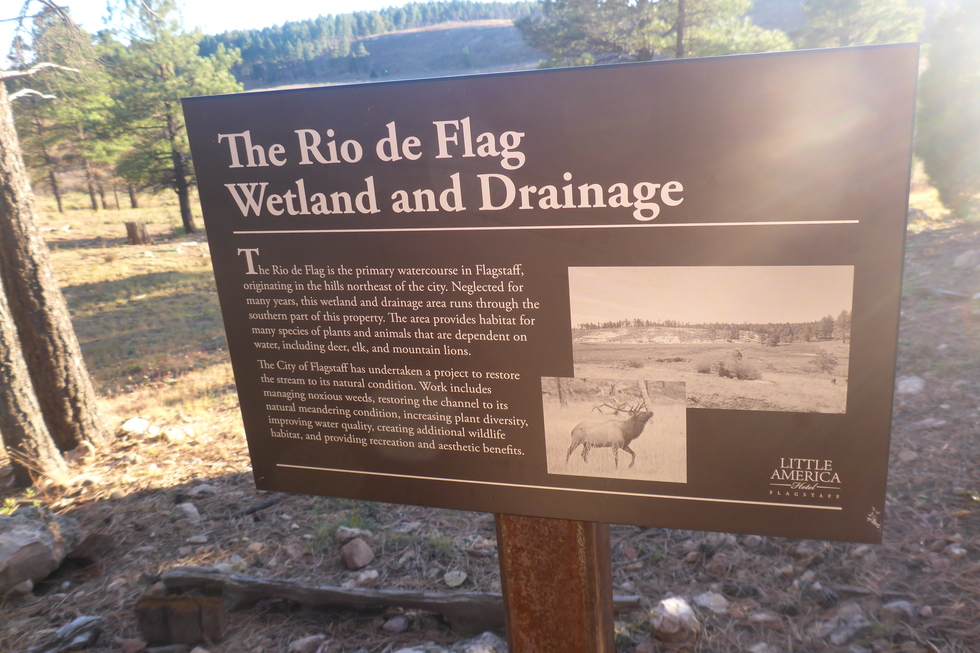 The Rio de Flag
Wetland and Drainage
The Rio de Flag is the primary watercourse in Flagstaff,
originating in the hills northeast of the city. Neglected for
many years, this wetland and drainage area runs through the
southern part of this property. The area provides habitat for
many species of plants and animals that are dependent on
water, including deer, elk, and mountain lions.
The City of Flagstaff has undertaken a project to restore
the stream to its natural condition. Work includes
managing noxious weeds, restoring the channel to its
natural meandering condition, increasing plant diversity,
improving water quality, creating additional wildlife
habitat, and providing recreation and aesthetic benefits.
LITTLE
AMERICA
Hotel
FLAGSTAFF